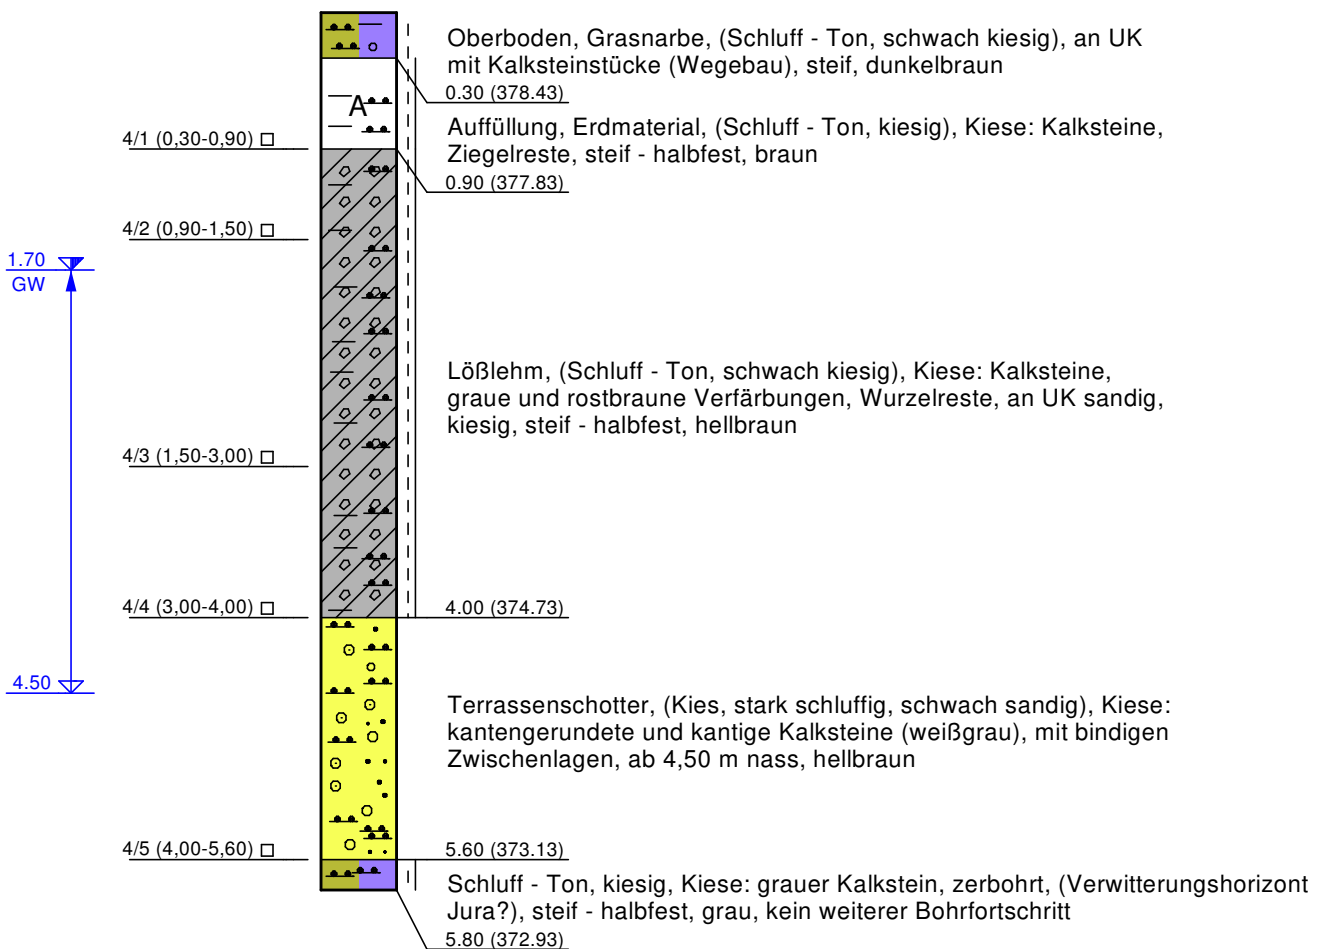 Oberboden, Grasnarbe, (Schluff - Ton, schwach kiesig), an UK
mit Kalksteinstücke (Wegebau), steif, dunkelbraun
0.30 (378.43)
A
Auffüllung, Erdmaterial, (Schluff - Ton, kiesig), Kiese: Kalksteine,
Ziegelreste, steif - halbfest, braun
4/1 (0,30-0,90)
0.90 (377.83)
4/2 (0,90-1,50)
1.70
GW
Lößlehm, (Schluff - Ton, schwach kiesig), Kiese: Kalksteine,
graue und rostbraune Verfärbungen, Wurzelreste, an UK sandig,
kiesig, steif - halbfest, hellbraun
4/3 (1,50-3,00)
4/4 (3,00-4,00)
4.00 (374.73)
4.50
Terrassenschotter, (Kies, stark schluffig, schwach sandig), Kiese:
kantengerundete und kantige Kalksteine (weißgrau), mit bindigen
Zwischenlagen, ab 4,50 m nass, hellbraun
4/5 (4,00-5,60)
5.60 (373.13)
Schluff - Ton, kiesig, Kiese: grauer Kalkstein, zerbohrt, (Verwitterungshorizont
Jura?), steif - halbfest, grau, kein weiterer Bohrfortschritt
5.80 (372.93)